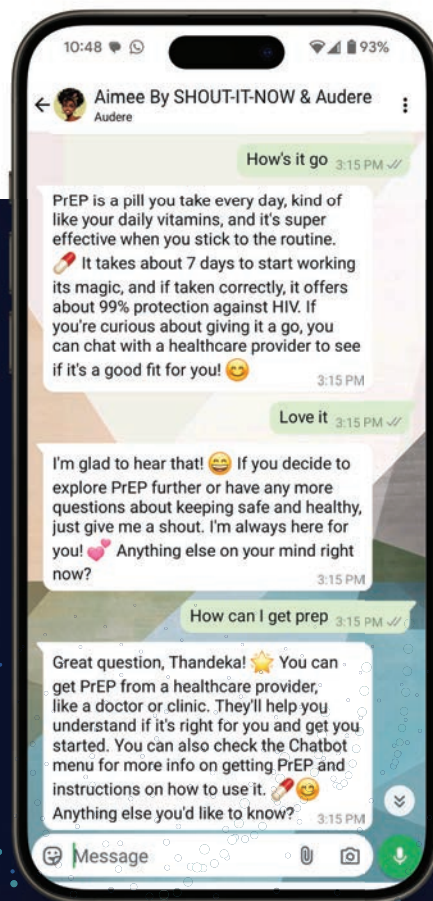 10:48 93%
Aimee By SHOUT-IT-NOW & Audere
Audere
How's it go 3:15 PM
PrEP is a pill you take every day, kind of
like your daily vitamins, and it's super
effective when you stick to the routine.
💊 It takes about 7 days to start working
its magic, and if taken correctly, it offers
about 99% protection against HIV. If
you're curious about giving it a go, you
can chat with a healthcare provider to see
if it's a good fit for you! 😊
3:15 PM
Love it 3:15 PM
I'm glad to hear that! 😄 If you decide to
explore PrEP further or have any more
questions about keeping safe and healthy,
just give me a shout. I'm always here for
you! 💕 Anything else on your mind right
now?
3:15 PM
How can I get prep 3:15 PM
Great question, Thandeka! 🌟 You can
get PrEP from a healthcare provider,
like a doctor or clinic. They'll help you
understand if it's right for you and get you
started. You can also check the Chatbot
menu for more info on getting PrEP and
instructions on how to use it. 💊😊
Anything else you'd like to know? 3:15 PM
Message